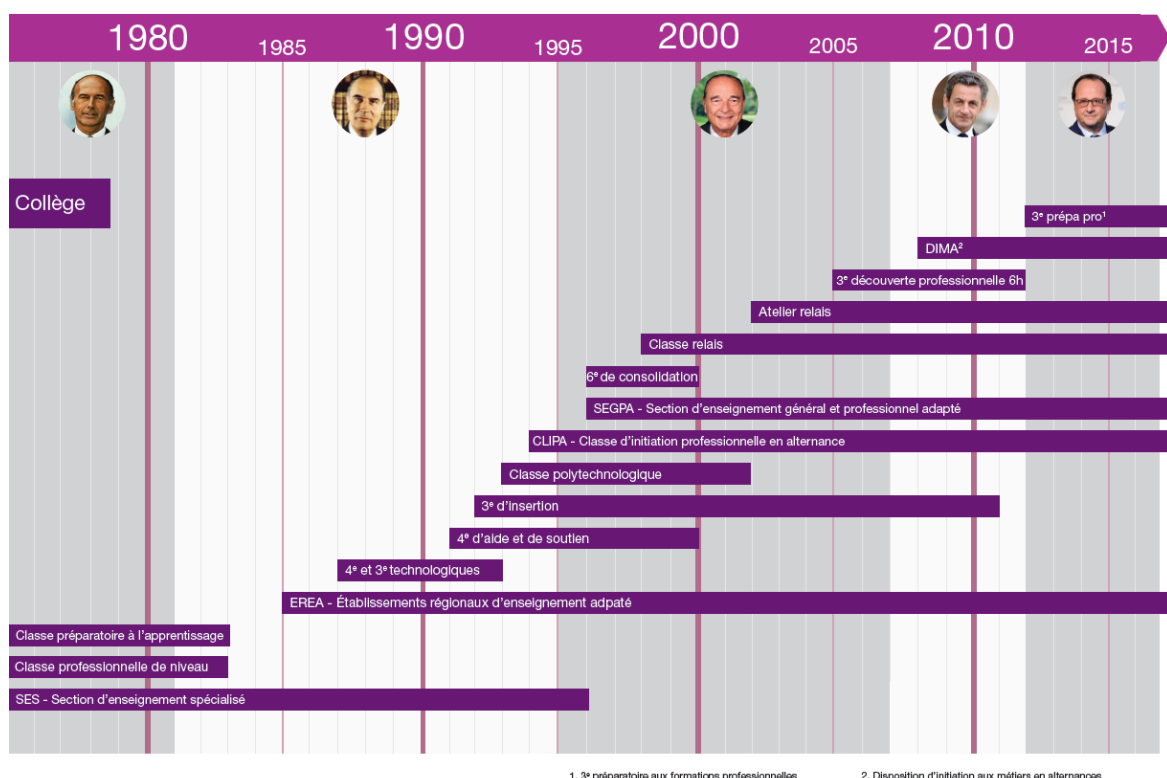 1980
1985
1990
1995
2000
2005
2010
2015
Collège
3e prépa pro¹
DIMA²
3e découverte professionnelle 6h
Atelier relais
Classe relais
6e de consolidation
SEGPA - Section d'enseignement général et professionnel adapté
CLIPA - Classe d'initiation professionnelle en alternance
Classe polytechnologique
3e d'insertion
4e d'aide et de soutien
4e et 3e technologiques
EREA - Établissements régionaux d'enseignement adpaté
Classe préparatoire à l'apprentissage
Classe professionnelle de niveau
SES - Section d'enseignement spécialisé
1. 3e préparatoire aux formations professionnelles
2. Disposition d'initiation aux métiers en alternances